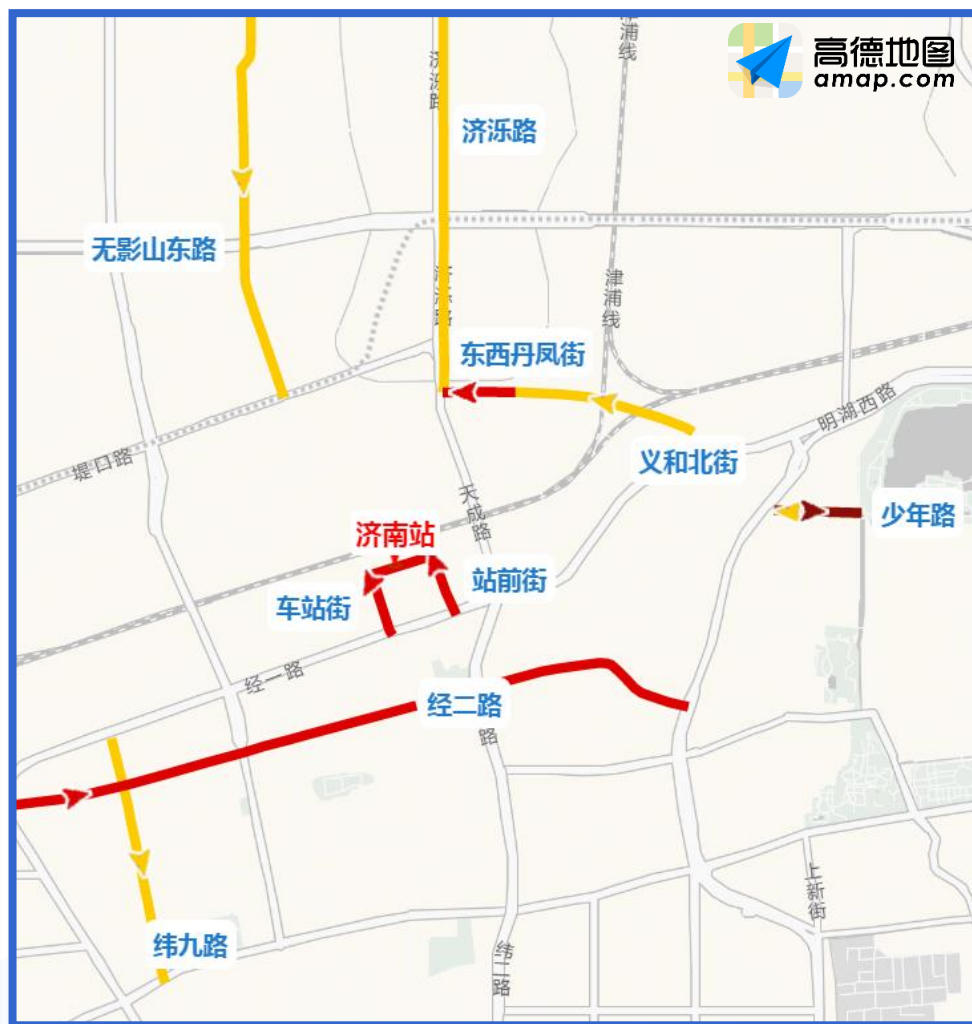 津浦线
高德地图
amap.com
济泺路
济泺路
无影山东路
津浦线
济泺路
东西丹凤街
明湖西路
堤口路
义和北街
天成路
少年路
济南站
站前街
车站街
经一路
经二路
路
上新街
纬九路
纬二路